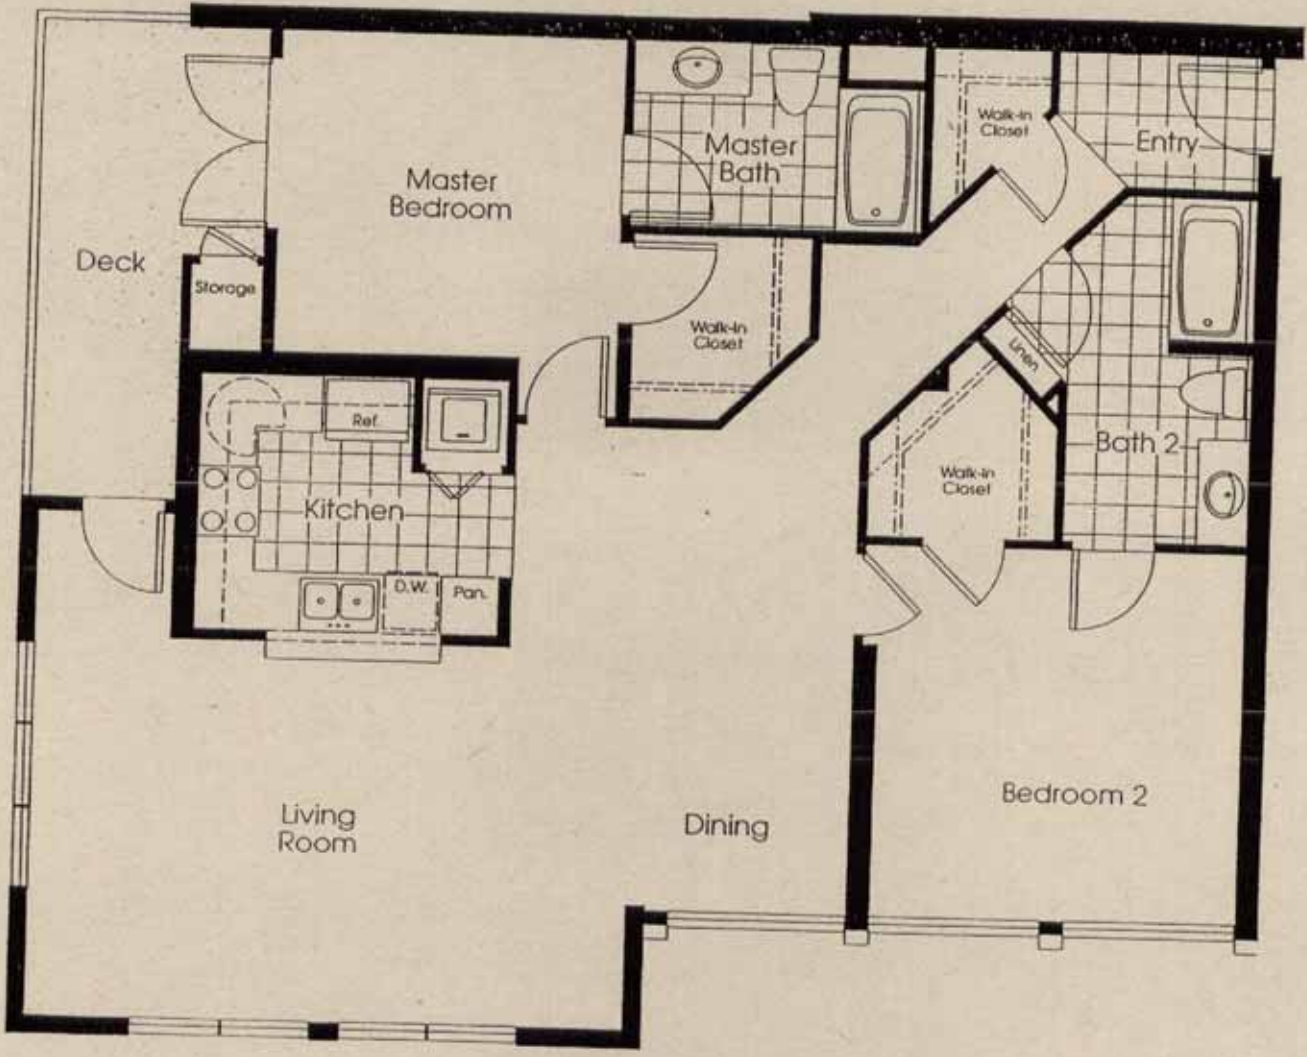 Walk-In
Closet
Entry
Master
Bath
Master
Bedroom
Deck
Storage
Walk-In
Closet
Linen
Ref.
Bath 2
Walk-In
Closet
Kitchen
D.W.
Pan.
Bedroom 2
Living
Room
Dining